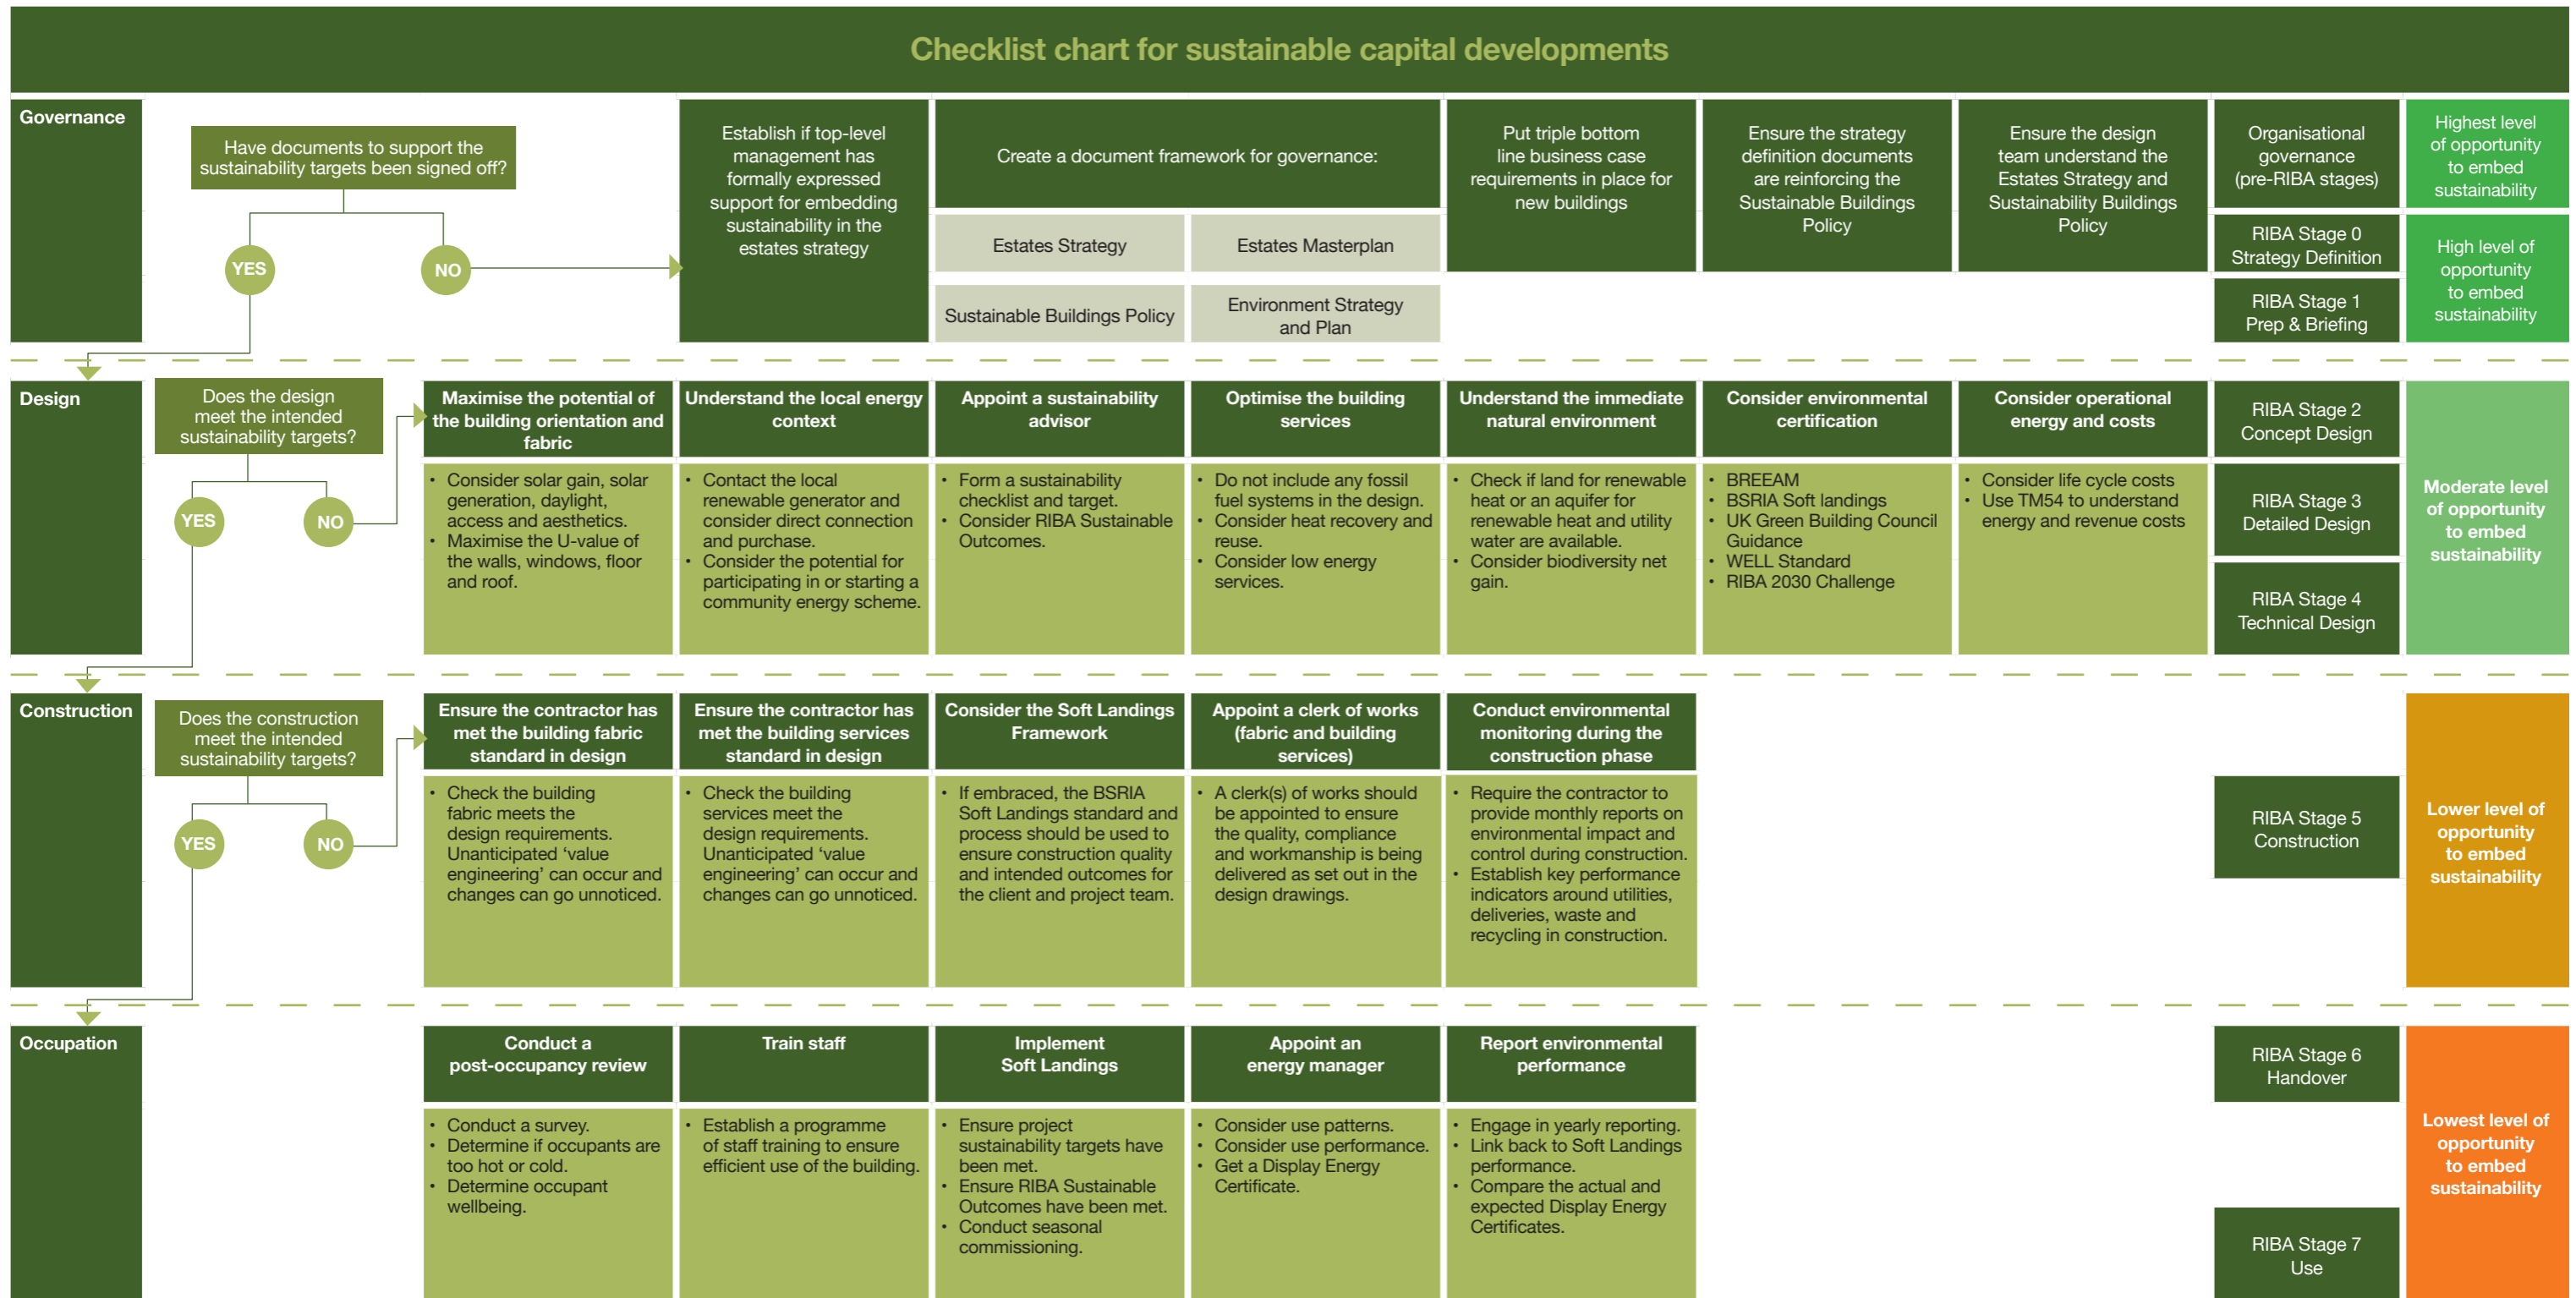 Checklist chart for sustainable capital developments
Governance
Have documents to support the
sustainability targets been signed off?
YES
NO
Establish if top-level
management has
formally expressed
support for embedding
sustainability in the
estates strategy
Create a document framework for governance:
Estates Strategy
Estates Masterplan
Sustainable Buildings Policy
Environment Strategy
and Plan
Put triple bottom
line business case
requirements in place for
new buildings
Ensure the strategy
definition documents
are reinforcing the
Sustainable Buildings
Policy
Ensure the design
team understand the
Estates Strategy and
Sustainability Buildings
Policy
Organisational
governance
(pre-RIBA stages)
RIBA Stage 0
Strategy Definition
RIBA Stage 1
Prep & Briefing
Highest level
of opportunity
to embed
sustainability
High level of
opportunity
to embed
sustainability
Design
Does the design
meet the intended
sustainability targets?
YES
NO
Maximise the potential of
the building orientation and
fabric
• Consider solar gain, solar
generation, daylight,
access and aesthetics.
• Maximise the U-value of
the walls, windows, floor
and roof.
Understand the local energy
context
• Contact the local
renewable generator and
consider direct connection
and purchase.
• Consider the potential for
participating in or starting a
community energy scheme.
Appoint a sustainability
advisor
• Form a sustainability
checklist and target.
• Consider RIBA Sustainable
Outcomes.
Optimise the building
services
• Do not include any fossil
fuel systems in the design.
• Consider heat recovery and
reuse.
• Consider low energy
services.
Understand the immediate
natural environment
• Check if land for renewable
heat or an aquifer for
renewable heat and utility
water are available.
• Consider biodiversity net
gain.
Consider environmental
certification
• BREEAM
• BSRIA Soft landings
• UK Green Building Council
Guidance
• WELL Standard
• RIBA 2030 Challenge
Consider operational
energy and costs
• Consider life cycle costs
• Use TM54 to understand
energy and revenue costs
RIBA Stage 2
Concept Design
RIBA Stage 3
Detailed Design
RIBA Stage 4
Technical Design
Moderate level
of opportunity
to embed
sustainability
Construction
Does the construction
meet the intended
sustainability targets?
YES
NO
Ensure the contractor has
met the building fabric
standard in design
• Check the building
fabric meets the
design requirements.
Unanticipated ‘value
engineering’ can occur and
changes can go unnoticed.
Ensure the contractor has
met the building services
standard in design
• Check the building
services meet the
design requirements.
Unanticipated ‘value
engineering’ can occur and
changes can go unnoticed.
Consider the Soft Landings
Framework
• If embraced, the BSRIA
Soft Landings standard and
process should be used to
ensure construction quality
and intended outcomes for
the client and project team.
Appoint a clerk of works
(fabric and building
services)
• A clerk(s) of works should
be appointed to ensure
the quality, compliance
and workmanship is being
delivered as set out in the
design drawings.
Conduct environmental
monitoring during the
construction phase
• Require the contractor to
provide monthly reports on
environmental impact and
control during construction.
• Establish key performance
indicators around utilities,
deliveries, waste and
recycling in construction.
RIBA Stage 5
Construction
Lower level of
opportunity
to embed
sustainability
Occupation
Conduct a
post-occupancy review
• Conduct a survey.
• Determine if occupants are
too hot or cold.
• Determine occupant
wellbeing.
Train staff
• Establish a programme
of staff training to ensure
efficient use of the building.
Implement
Soft Landings
• Ensure project
sustainability targets have
been met.
• Ensure RIBA Sustainable
Outcomes have been met.
• Conduct seasonal
commissioning.
Appoint an
energy manager
• Consider use patterns.
• Consider use performance.
• Get a Display Energy
Certificate.
Report environmental
performance
• Engage in yearly reporting.
• Link back to Soft Landings
performance.
• Compare the actual and
expected Display Energy
Certificates.
RIBA Stage 6
Handover
RIBA Stage 7
Use
Lowest level of
opportunity
to embed
sustainability